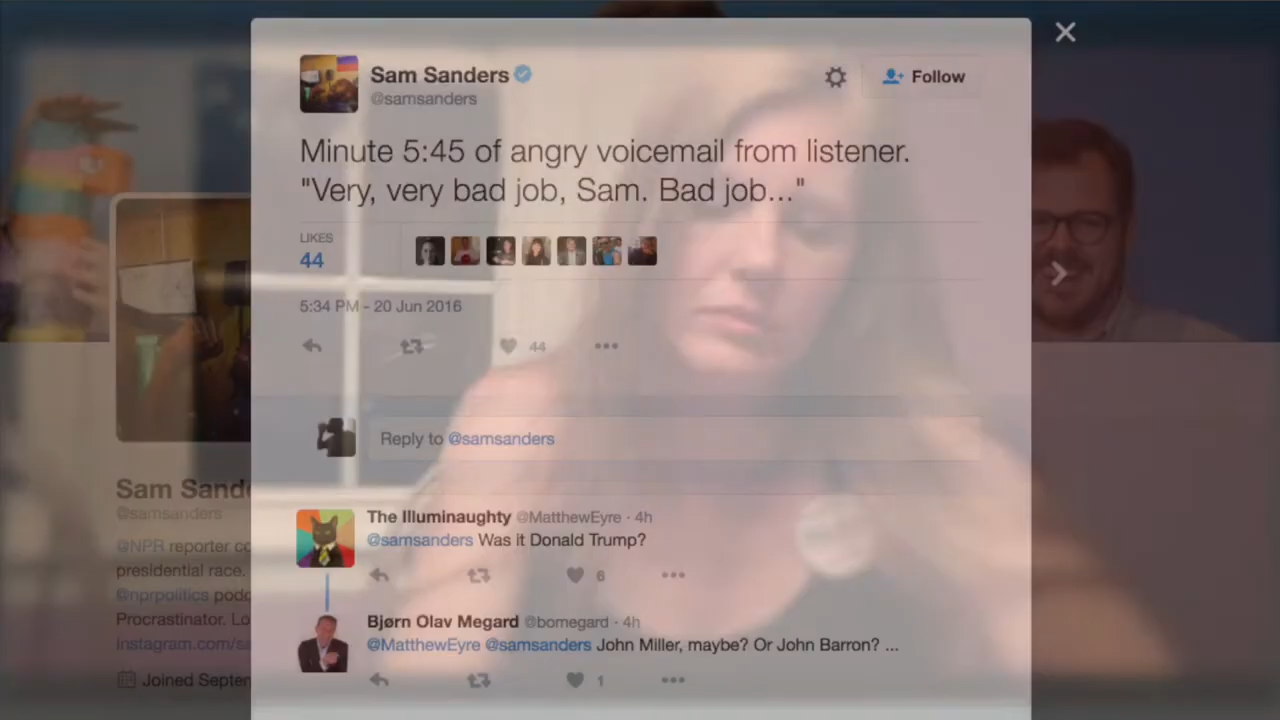 Sam Sanders
@samsanders
Follow
Minute 5:45 of angry voicemail from listener.
"Very, very bad job, Sam. Bad job..."
LIKES
44
5:34 PM - 20 Jun 2016
44
Reply to @samsanders
The Illuminaughty @MatthewEyre · 4h
@samsanders Was it Donald Trump?
6
Bjørn Olav Megard @bomegard · 4h
@MatthewEyre @samsanders John Miller, maybe? Or John Barron? ...
1
Sam Sand
@samsanders
@NPR reporter co
presidential race.
@nprpolitics podc
Procrastinator. Lo
Instagram.com/sa
Joined Septer